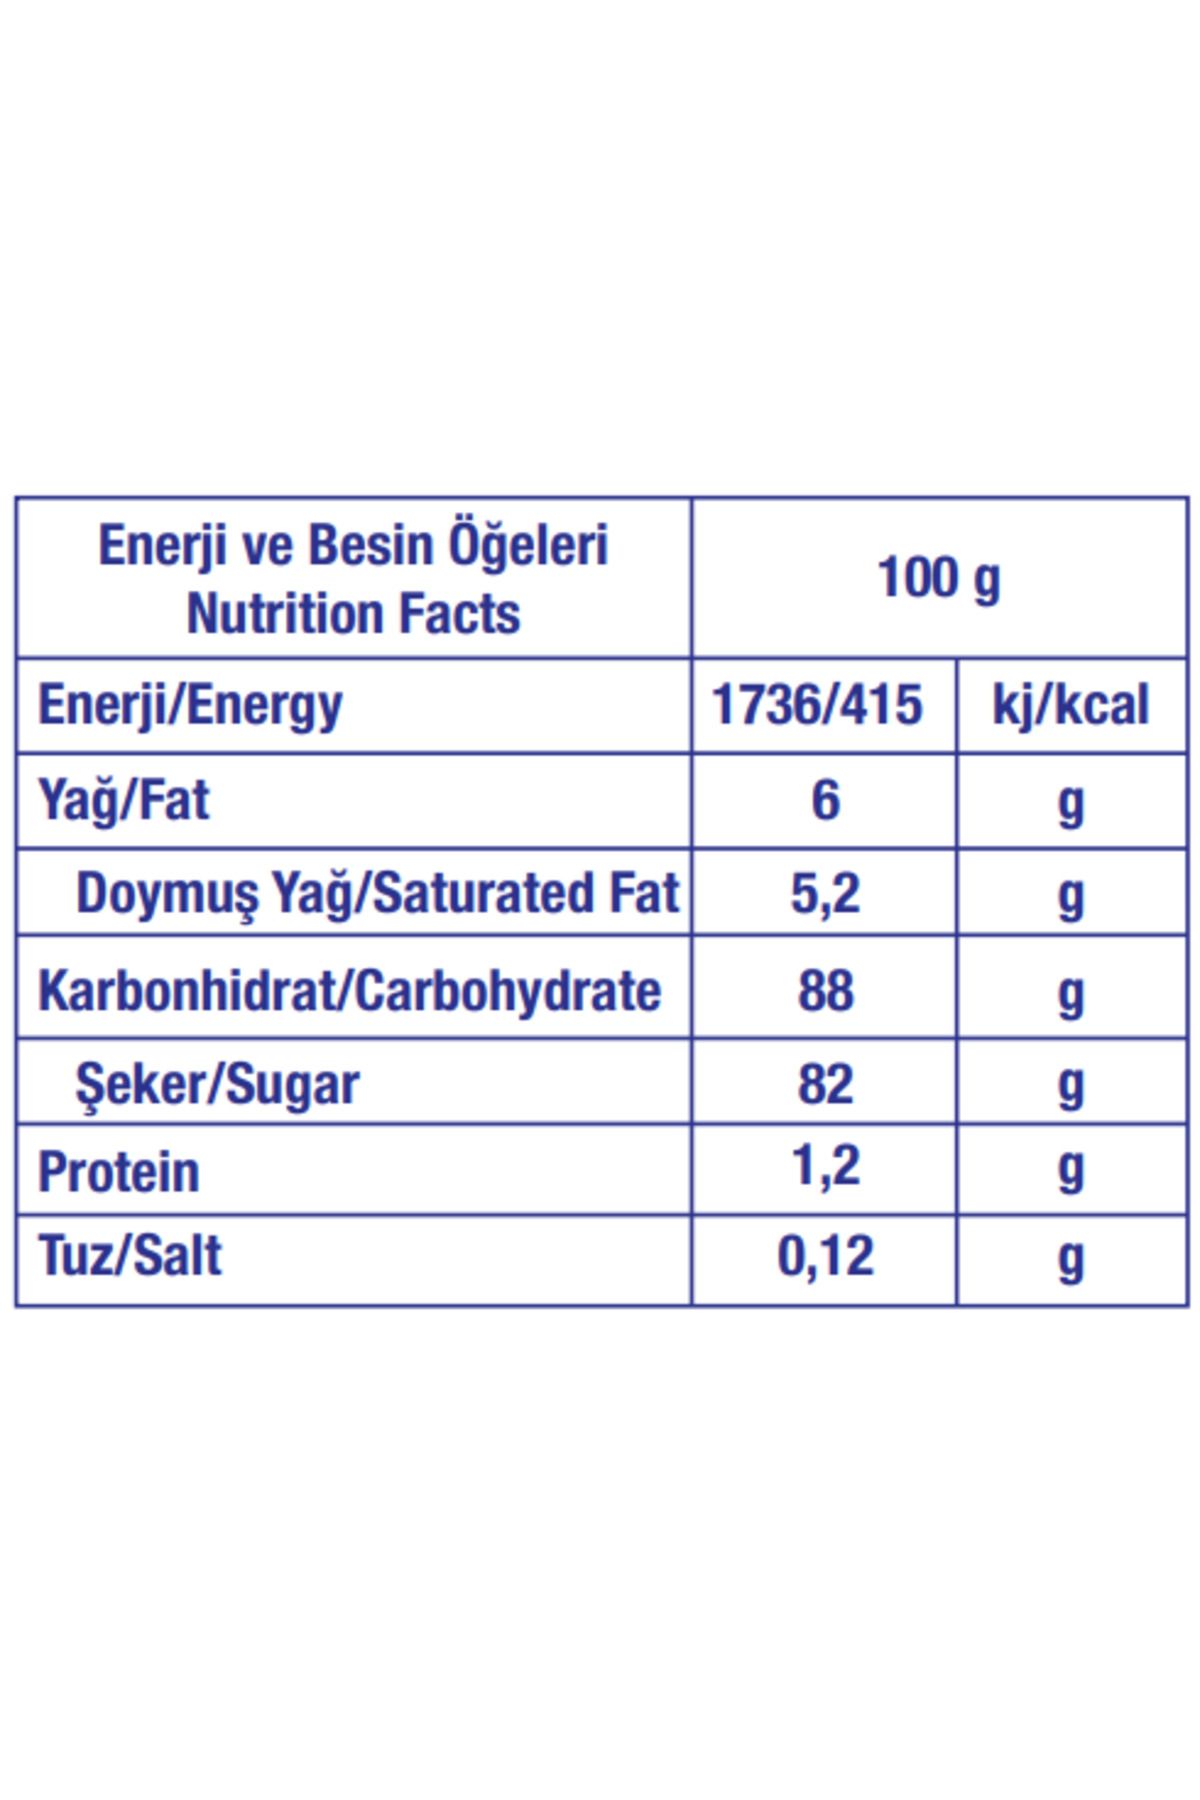 Enerji ve Besin Öğeleri
Nutrition Facts
100 g
Enerji/Energy 1736/415 kj/kcal
Yağ/Fat 6 g
Doymuş Yağ/Saturated Fat 5,2 g
Karbonhidrat/Carbohydrate 88 g
Şeker/Sugar 82 g
Protein 1,2 g
Tuz/Salt 0,12 g